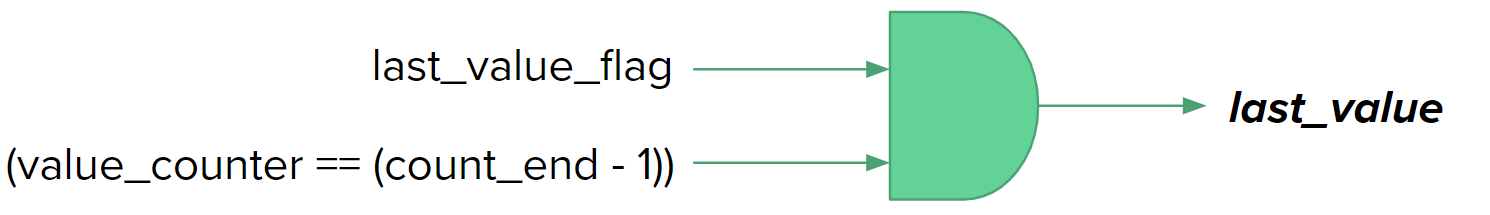 last_value_flag
last_value
(value_counter == (count_end - 1))